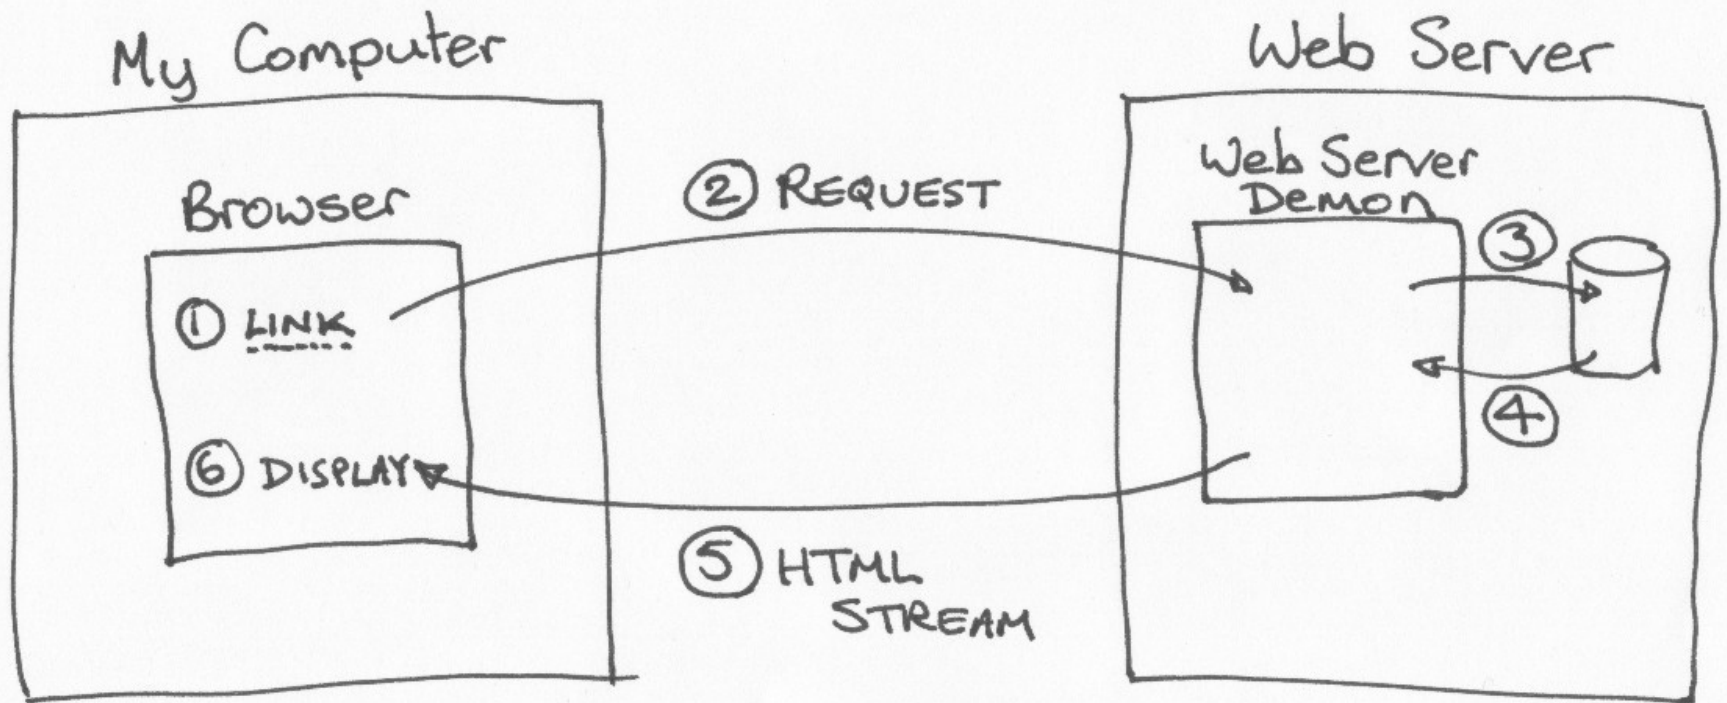 My Computer
Web Server
Browser
① LINK
⑥ DISPLAY
② REQUEST
⑤ HTML
STREAM
Web Server
Demon
③
④